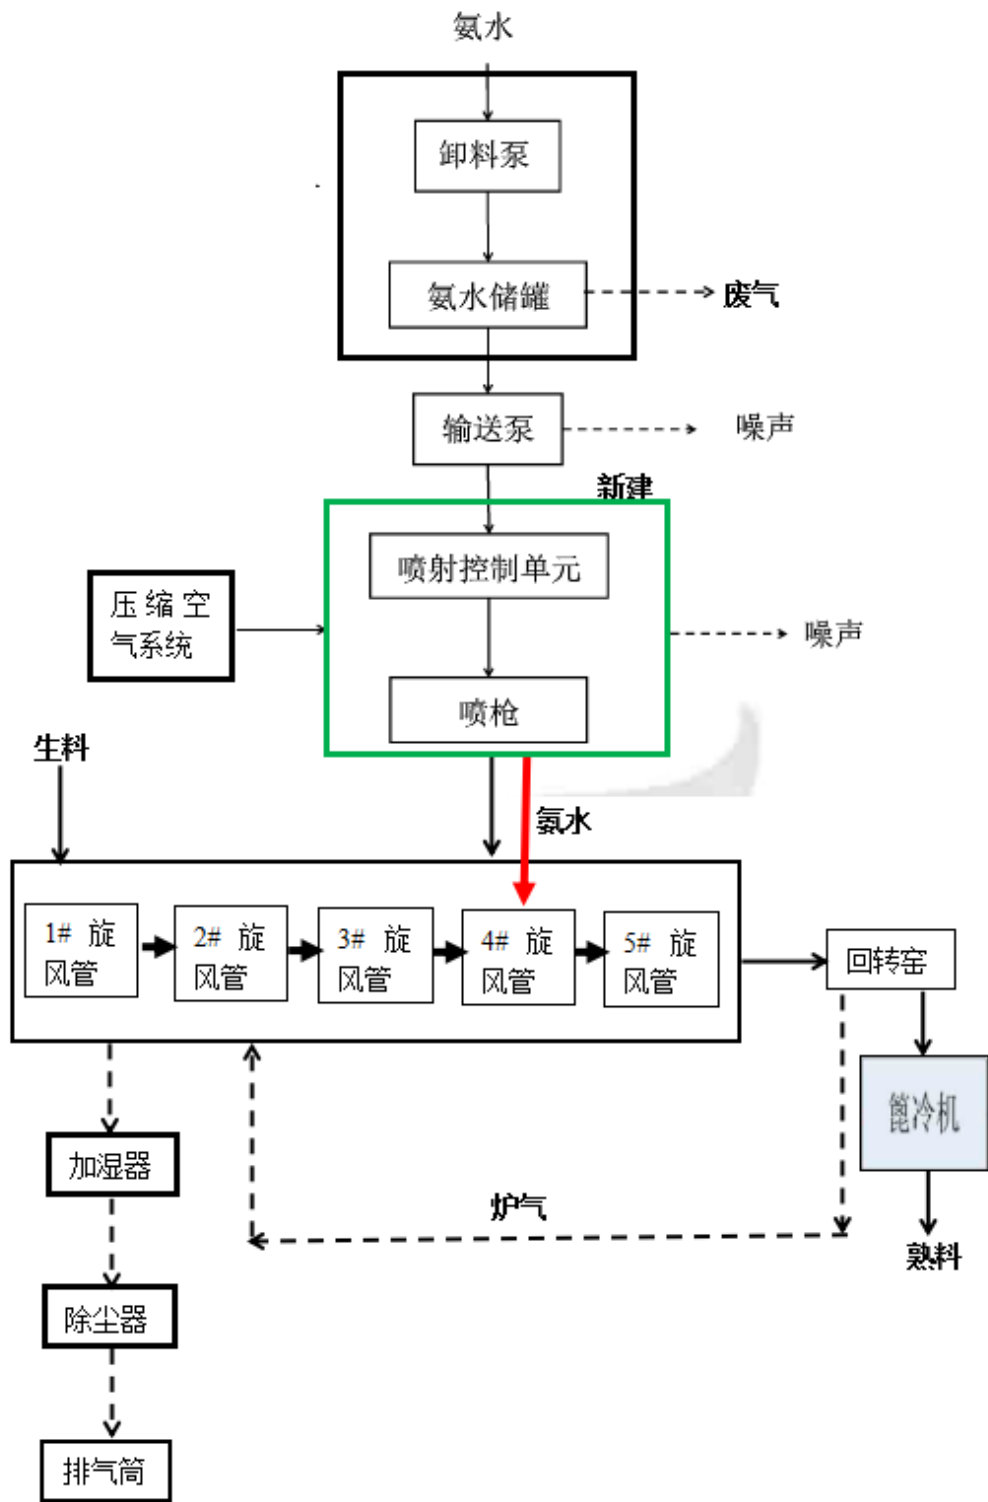 氨水
卸料泵
氨水储罐
废气
输送泵
噪声
新建
喷射控制单元
压缩空
气系统
噪声
喷枪
生料
氨水
1# 旋
风管
2# 旋
风管
3# 旋
风管
4# 旋
风管
5# 旋
风管
回转窑
篦冷机
加湿器
炉气
熟料
除尘器
排气筒